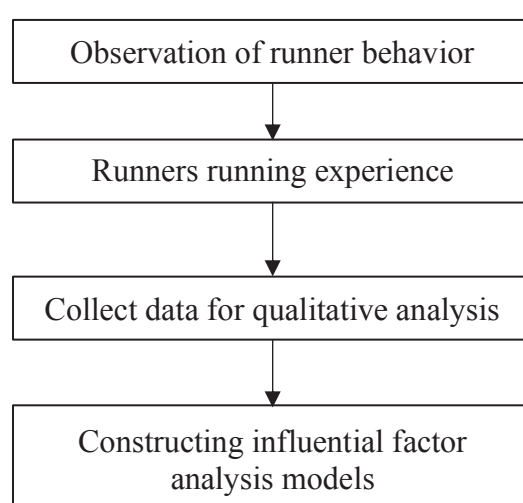 Observation of runner behavior
Runners running experience
Collect data for qualitative analysis
Constructing influential factor
analysis models